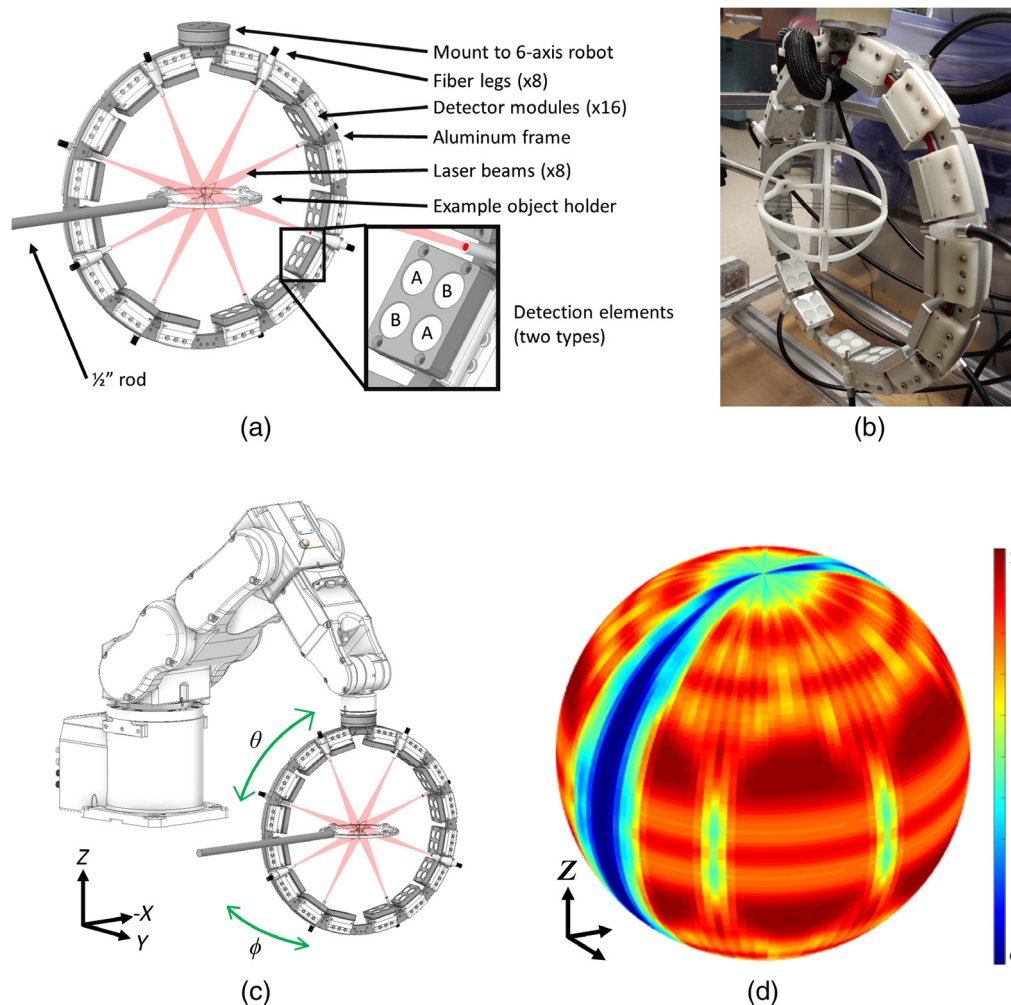 Mount to 6-axis robot
Fiber legs (x8)
Detector modules (x16)
Aluminum frame
Laser beams (x8)
Example object holder
A
B
B
A
Detection elements
(two types)
½” rod
(a)
(b)
θ
Z
-X
Y
ϕ
Z
(c)
(d)